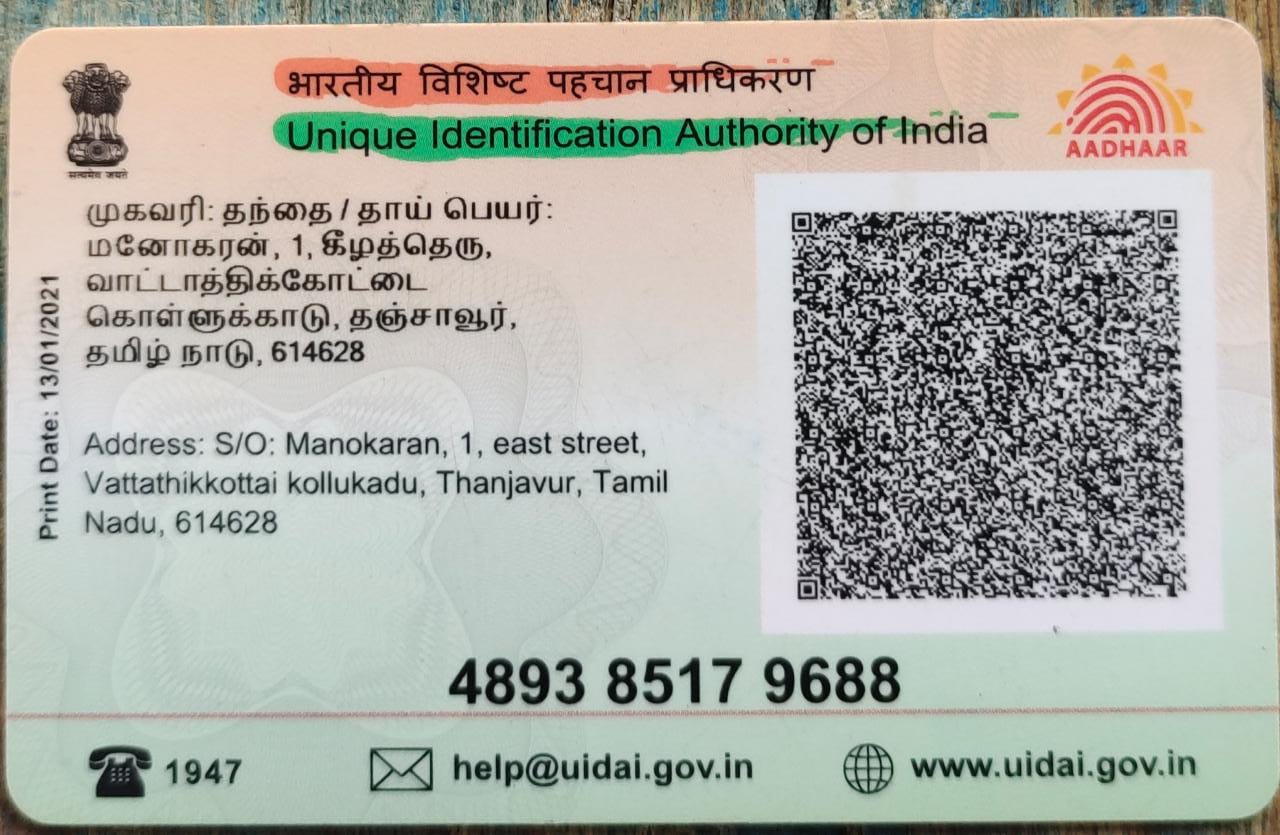 भारतीय विशिष्ट पहचान प्राधिकरण
Unique Identification Authority of India
AADHAAR
सत्यमेव जयते
முகவரி: தந்தை / தாய் பெயர்:
மனோகரன், 1, கீழத்தெரு,
வாட்டாத்திக்கோட்டை
கொள்ளுக்காடு, தஞ்சாவூர்,
தமிழ் நாடு, 614628
Print Date: 13/01/2021
Address: S/O: Manokaran, 1, east street,
Vattathikkottai kollukadu, Thanjavur, Tamil
Nadu, 614628
4893 8517 9688
1947
help@uidai.gov.in
www.uidai.gov.in